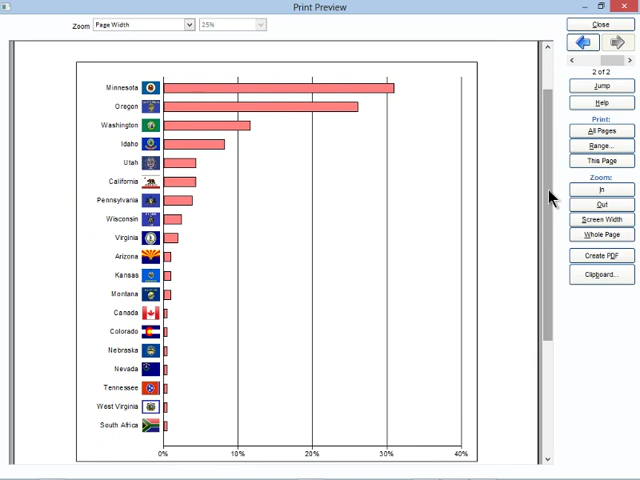 Print Preview
Zoom Page Width 25%
Close
2 of 2
Jump
Help
Print:
All Pages
Range...
This Page
Zoom:
In
Out
Screen Width
Whole Page
Create PDF
Clipboard...
Minnesota
Oregon
Washington
Idaho
Utah
California
Pennsylvania
Wisconsin
Virginia
Arizona
Kansas
Montana
Canada
Colorado
Nebraska
Nevada
Tennessee
West Virginia
South Africa
0% 10% 20% 30% 40%